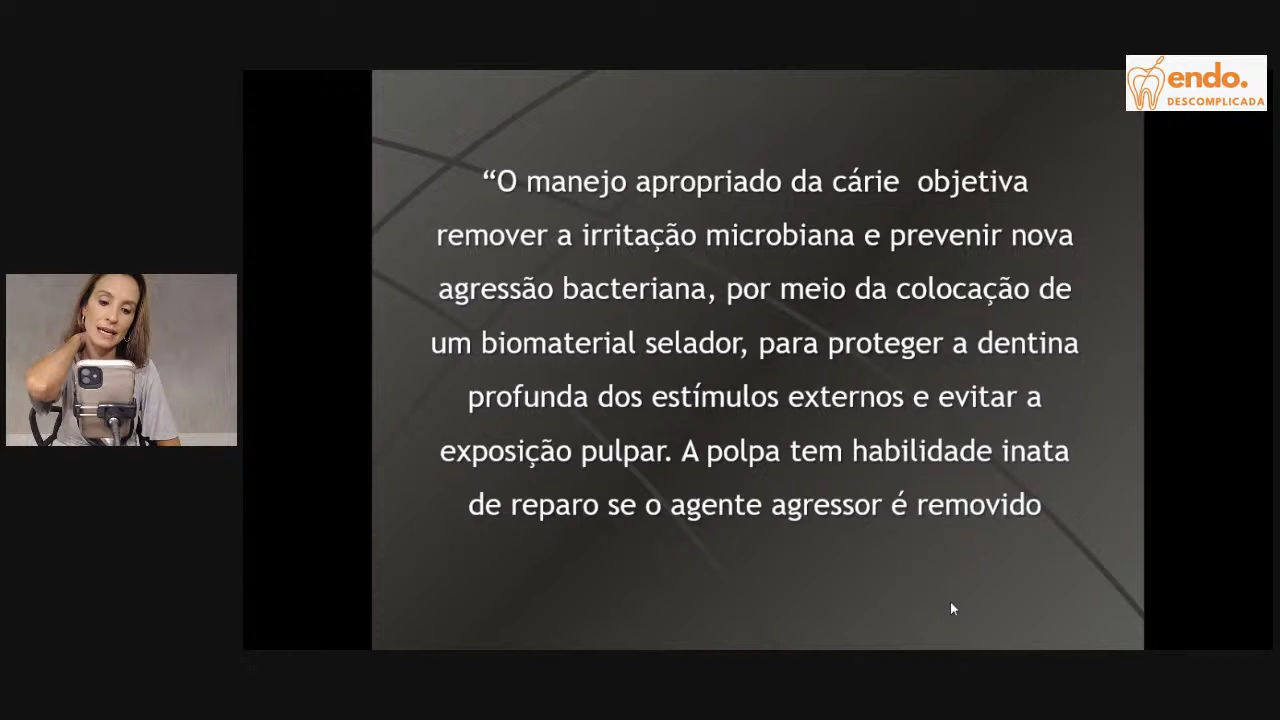 endo.
DESCOMPLICADA
“O manejo apropriado da cárie objetiva
remover a irritação microbiana e prevenir nova
agressão bacteriana, por meio da colocação de
um biomaterial selador, para proteger a dentina
profunda dos estímulos externos e evitar a
exposição pulpar. A polpa tem habilidade inata
de reparo se o agente agressor é removido